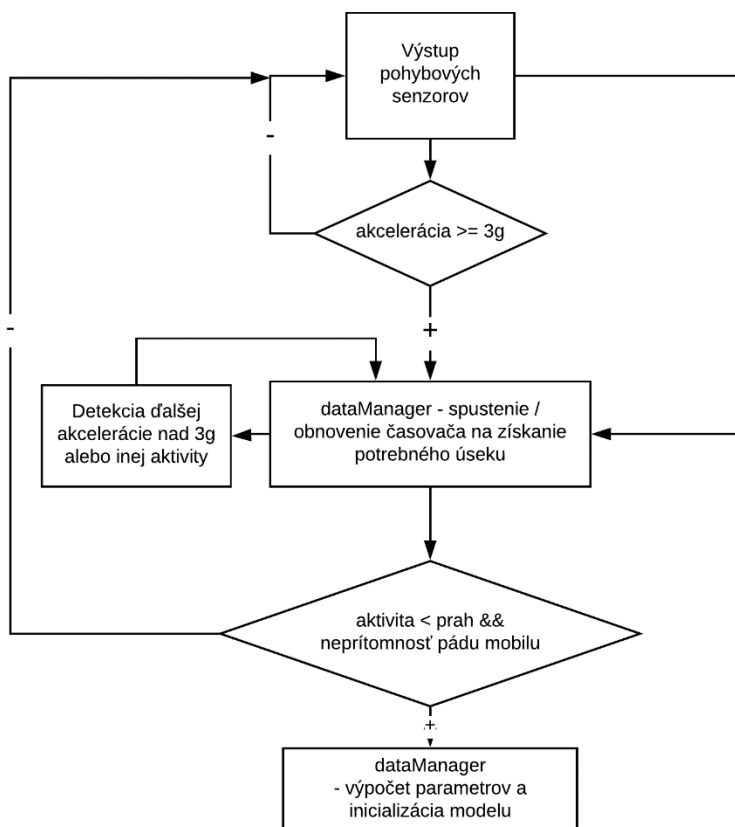 Výstup
pohybových
senzorov
-
akcelerácia >= 3g
+
-
Detekcia ďalšej
akcelerácie nad 3g
alebo inej aktivity
dataManager - spustenie /
obnovenie časovača na získanie
potrebného úseku
aktivita < prah &&
neprítomnosť pádu mobilu
+
dataManager
- výpočet parametrov a
inicializácia modelu